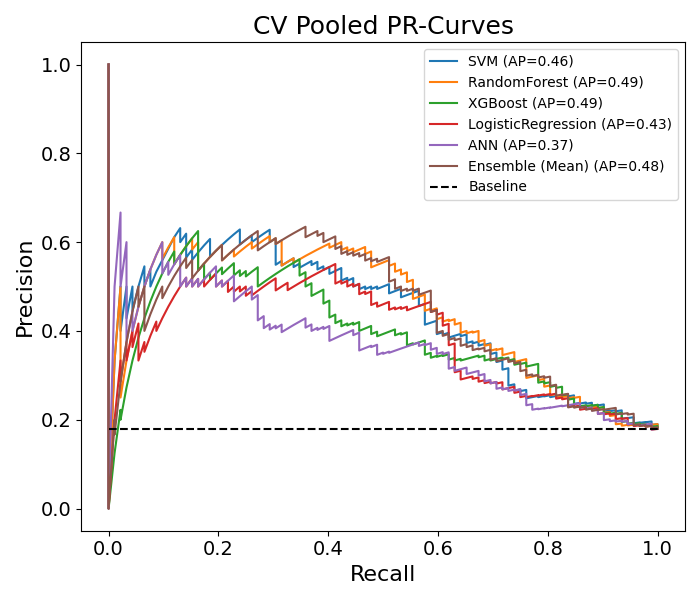 CV Pooled PR-Curves
SVM (AP=0.46)
RandomForest (AP=0.49)
XGBoost (AP=0.49)
LogisticRegression (AP=0.43)
ANN (AP=0.37)
Ensemble (Mean) (AP=0.48)
Baseline
Precision
1.0
0.8
0.6
0.4
0.2
0.0
0.0 0.2 0.4 0.6 0.8 1.0
Recall